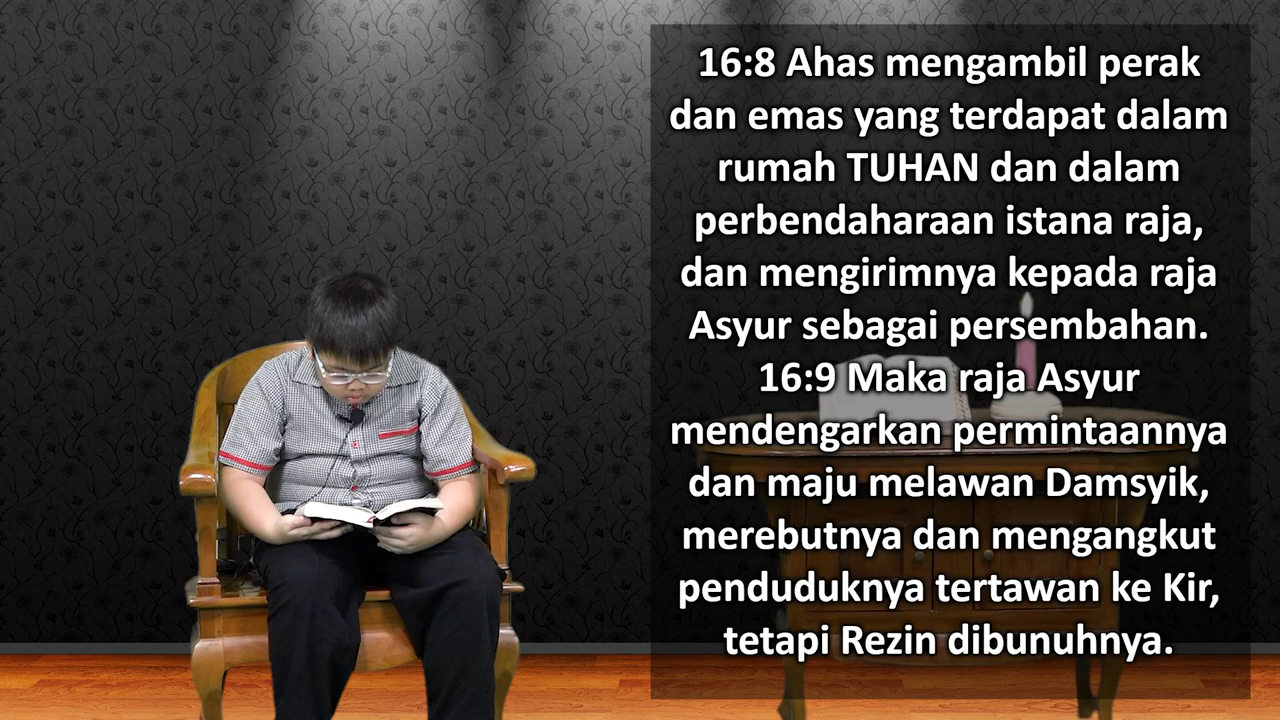 16:8 Ahas mengambil perak
dan emas yang terdapat dalam
rumah TUHAN dan dalam
perbendaharaan istana raja,
dan mengirimnya kepada raja
Asyur sebagai persembahan.
16:9 Maka raja Asyur
mendengarkan permintaannya
dan maju melawan Damsyik,
merebutnya dan mengangkut
penduduknya tertawan ke Kir,
tetapi Rezin dibunuhnya.